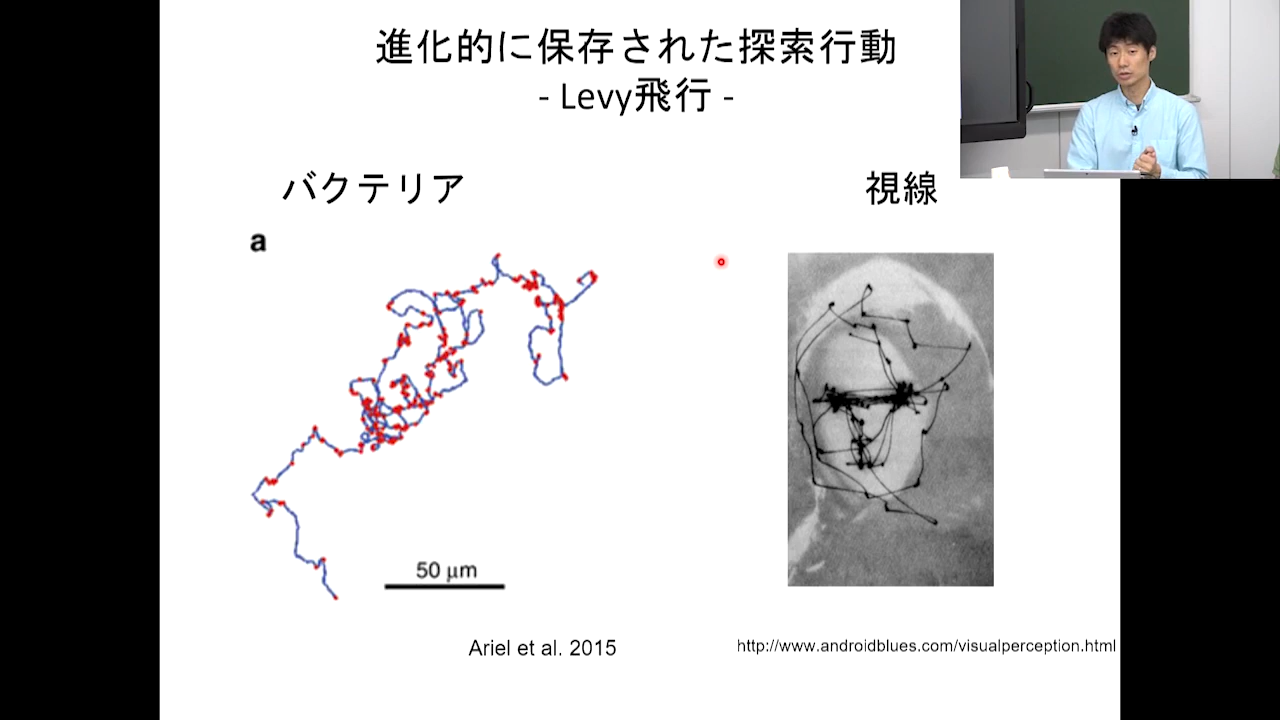 進化的に保存された探索行動
- Levy飛行 -
バクテリア
視線
a
50 μm
Ariel et al. 2015
http://www.androidblues.com/visualperception.html